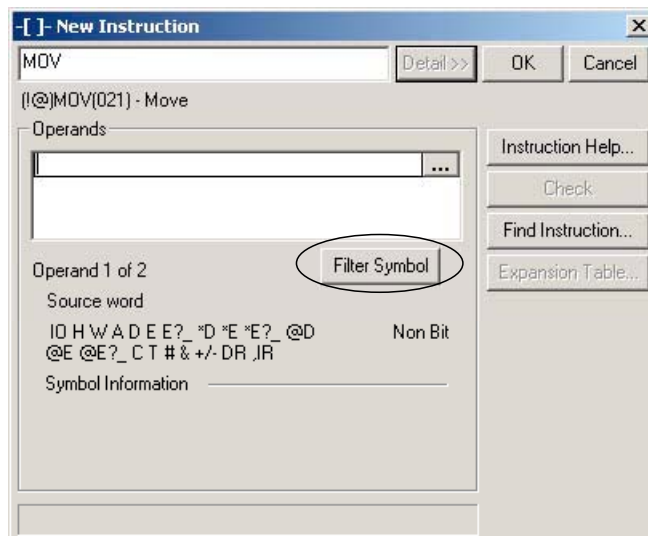 -[ ]- New Instruction
MOV
Detail >>
OK
Cancel
(!@)MOV(021) - Move
Operands
...
Instruction Help...
Check
Find Instruction...
Expansion Table...
Operand 1 of 2
Filter Symbol
Source word
IO H W A D E E?_ *D *E *E?_ @D
@E @E?_ C T # & +/- DR ,IR
Non Bit
Symbol Information